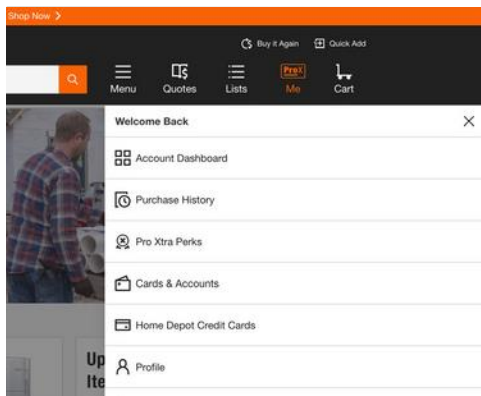 Shop Now >
Buy it Again Quick Add
ProX
Menu Quotes Lists Me Cart
Welcome Back
Account Dashboard
Purchase History
Pro Xtra Perks
Cards & Accounts
Home Depot Credit Cards
Profile
Up
Ite